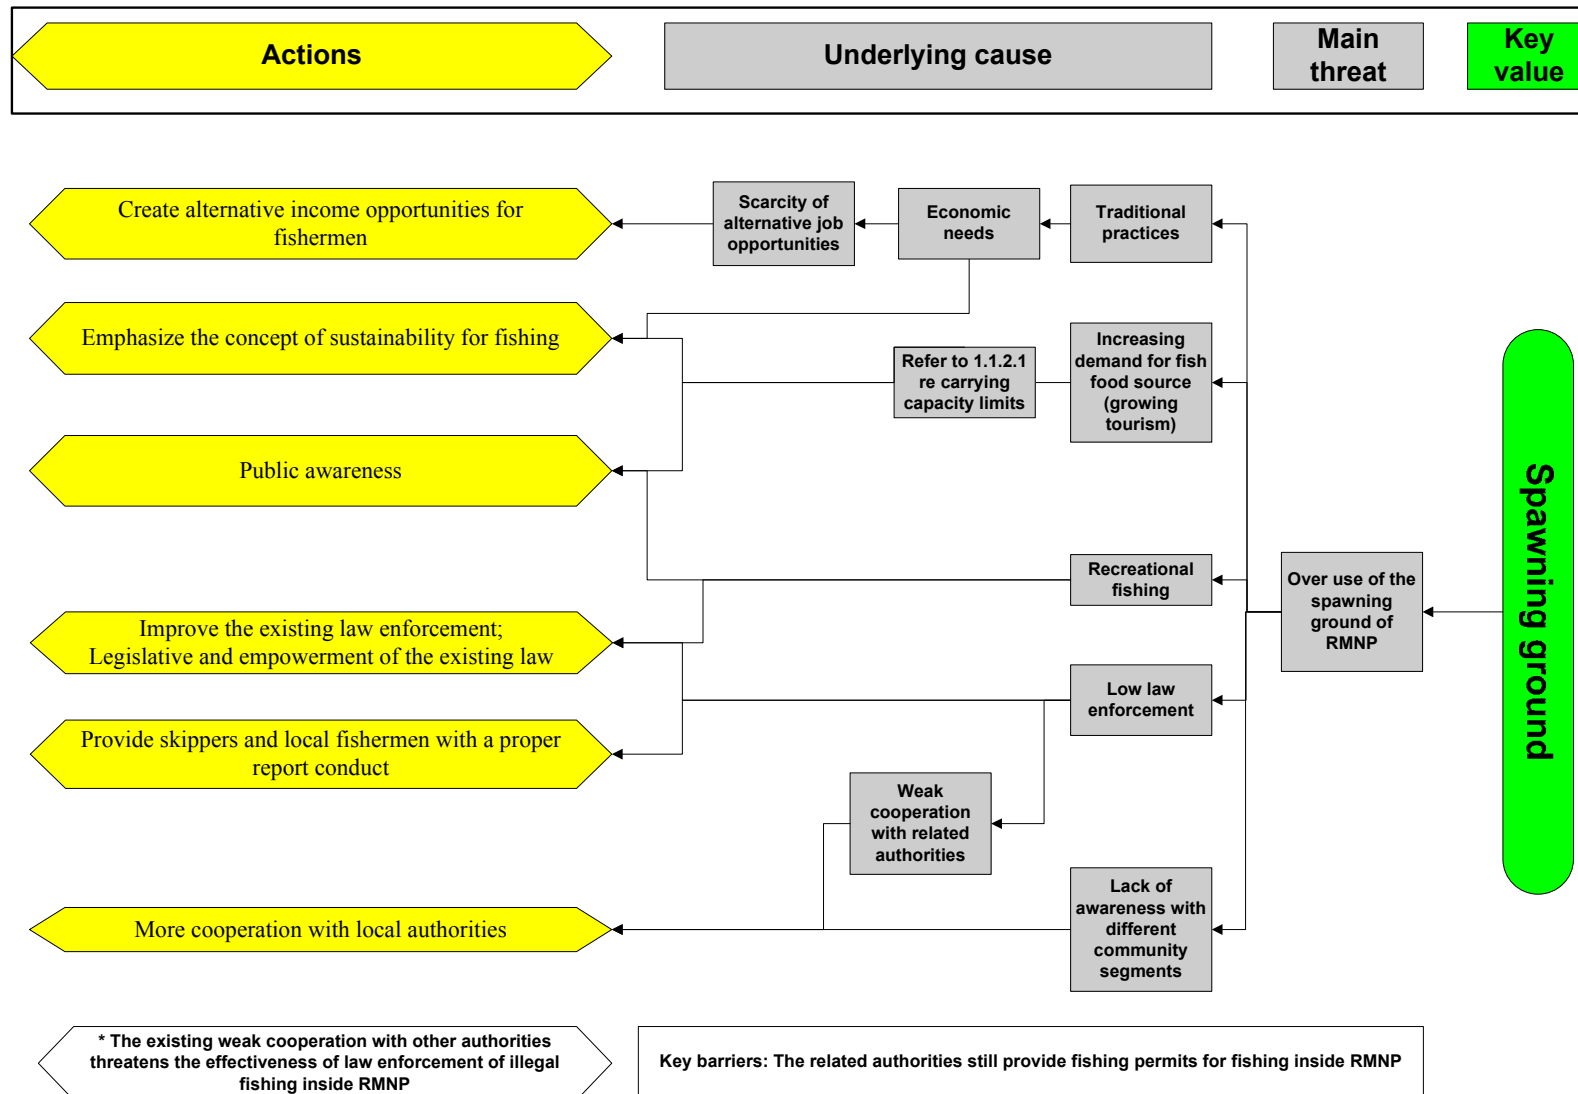 Actions
Underlying cause
Main
threat
Key
value
Create alternative income opportunities for
fishermen
Scarcity of
alternative job
opportunities
Economic
needs
Traditional
practices
Emphasize the concept of sustainability for fishing
Refer to 1.1.2.1
re carrying
capacity limits
Increasing
demand for fish
food source
(growing
tourism)
Public awareness
Recreational
fishing
Over use of the
spawning
ground of
RMNP
Spawning ground
Improve the existing law enforcement;
Legislative and empowerment of the existing law
Low law
enforcement
Provide skippers and local fishermen with a proper
report conduct
Weak
cooperation
with related
authorities
More cooperation with local authorities
Lack of
awareness with
different
community
segments
* The existing weak cooperation with other authorities
threatens the effectiveness of law enforcement of illegal
fishing inside RMNP
Key barriers: The related authorities still provide fishing permits for fishing inside RMNP